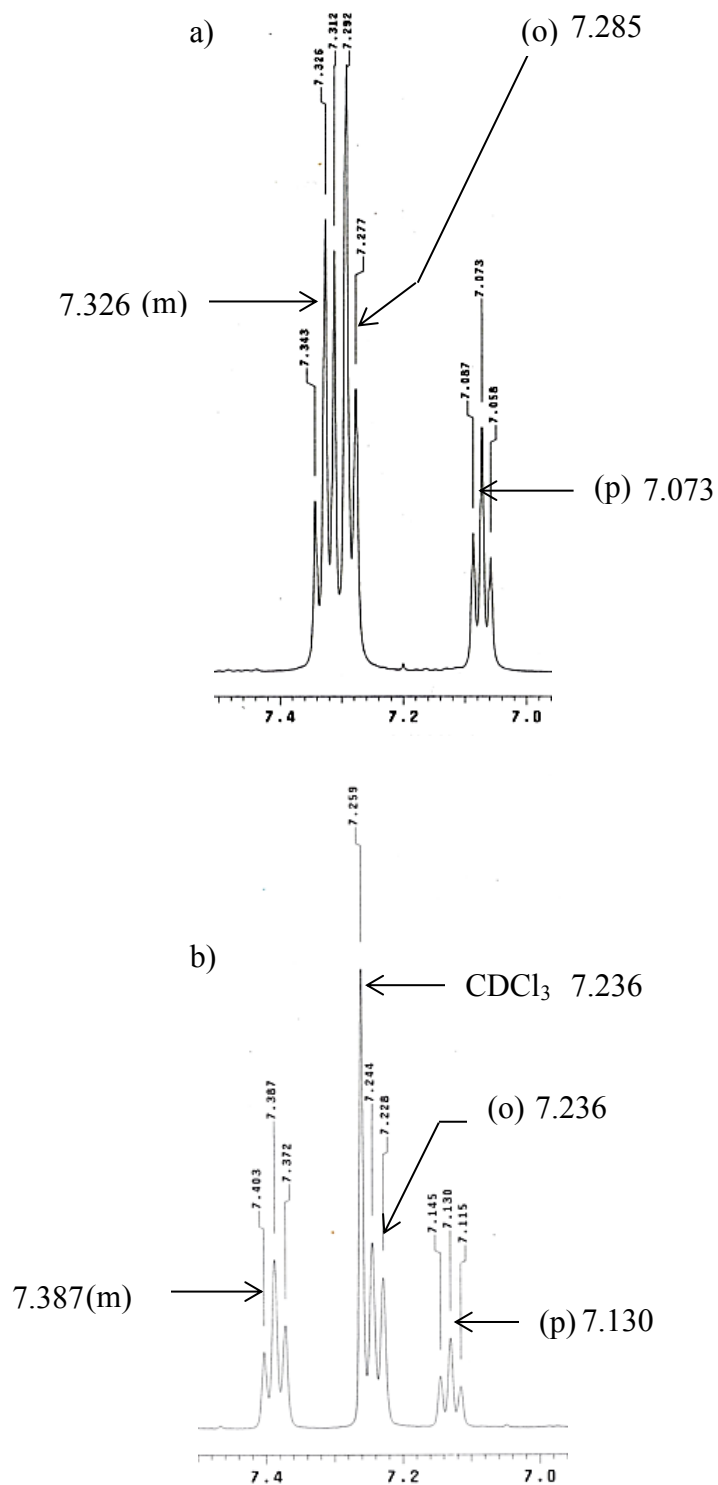 a)
7.312
7.292
(o) 7.285
7.326
7.277
7.073
7.326 (m)
7.343
7.087
7.058
(p) 7.073
7.4
7.2
7.0
7.259
b)
CDCl₃ 7.236
7.244
7.387
7.228
(o) 7.236
7.372
7.403
7.145
7.130
7.115
7.387(m)
(p) 7.130
7.4
7.2
7.0